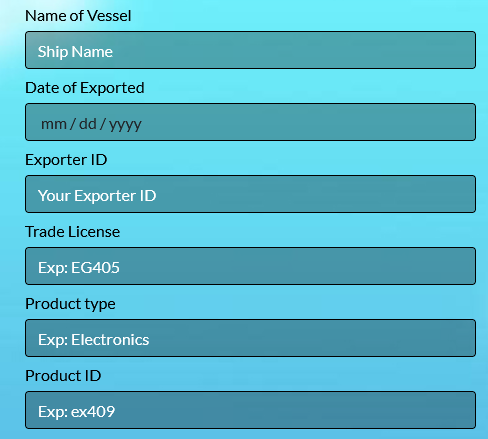 Name of Vessel
Ship Name
Date of Exported
mm / dd / yyyy
Exporter ID
Your Exporter ID
Trade License
Exp: EG405
Product type
Exp: Electronics
Product ID
Exp: ex409